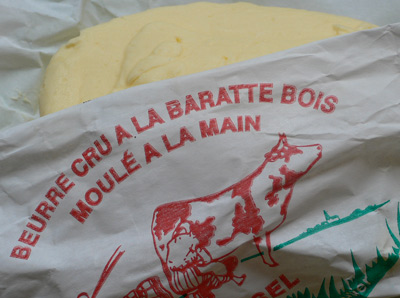 BEURRE CRU A LA BARATTE BOIS
MOULÉ A LA MAIN